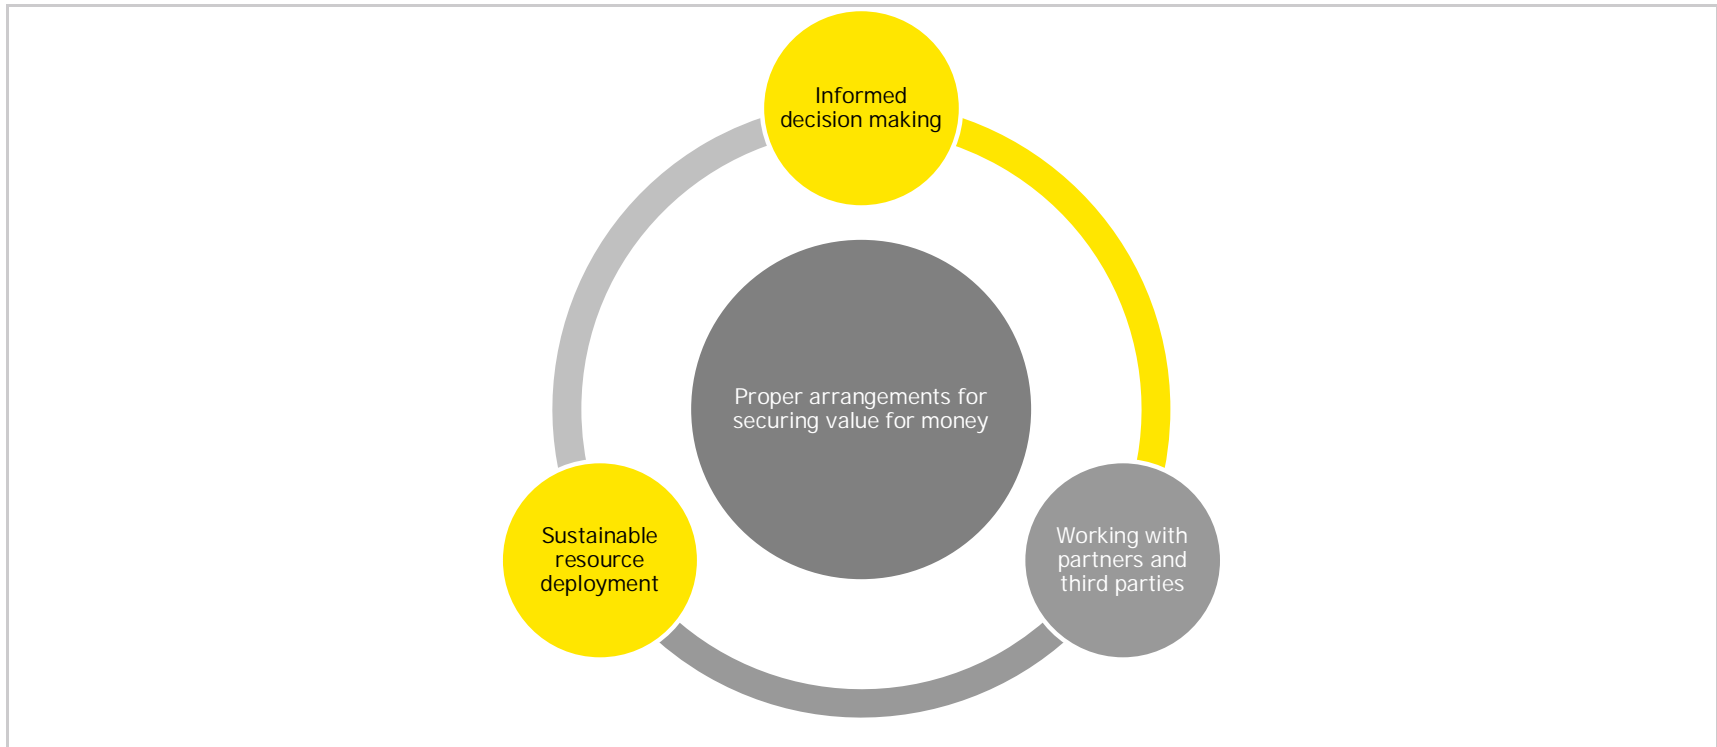 Informed
decision making
Proper arrangements for
securing value for money
Sustainable
resource
deployment
Working with
partners and
third parties